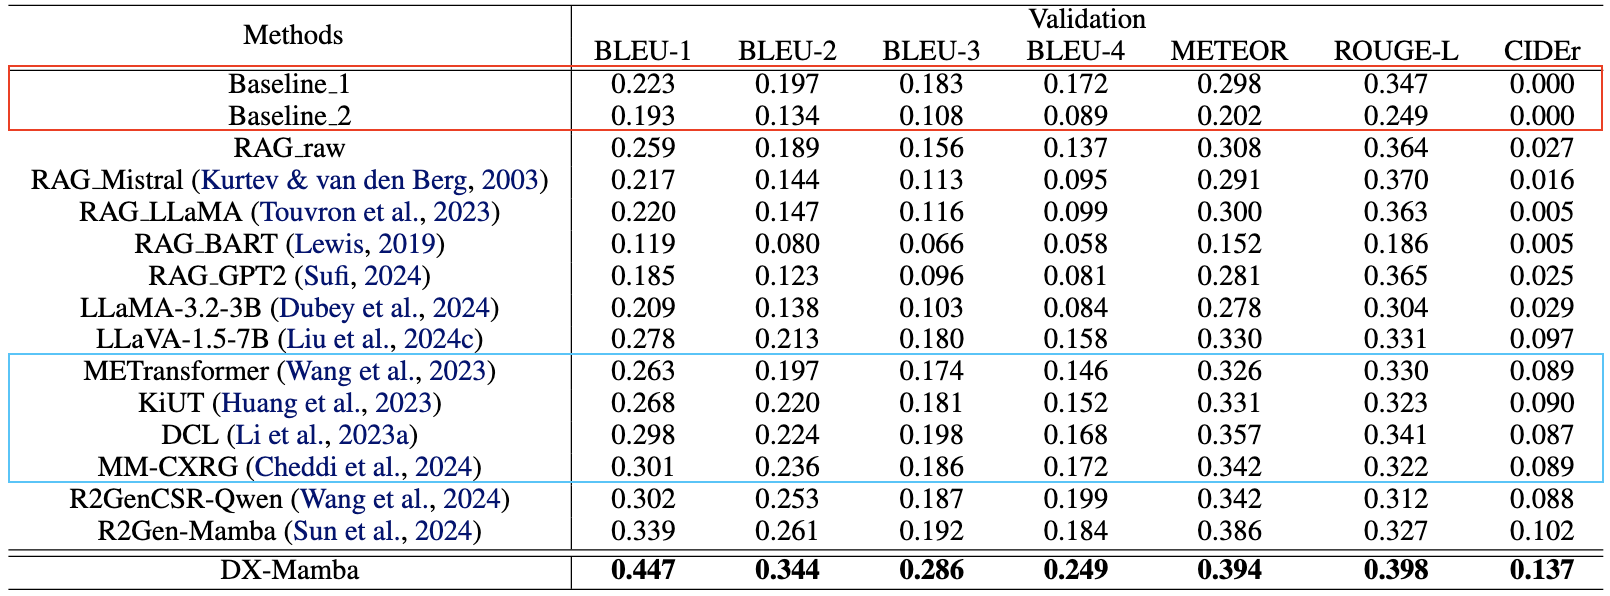 Methods Validation
BLEU-1 BLEU-2 BLEU-3 BLEU-4 METEOR ROUGE-L CIDEr
Baseline_1 0.223 0.197 0.183 0.172 0.298 0.347 0.000
Baseline_2 0.193 0.134 0.108 0.089 0.202 0.249 0.000
RAG_raw 0.259 0.189 0.156 0.137 0.308 0.364 0.027
RAG_Mistral (Kurtev & van den Berg, 2003) 0.217 0.144 0.113 0.095 0.291 0.370 0.016
RAG_LLaMA (Touvron et al., 2023) 0.220 0.147 0.116 0.099 0.300 0.363 0.005
RAG_BART (Lewis, 2019) 0.119 0.080 0.066 0.058 0.152 0.186 0.005
RAG_GPT2 (Sufi, 2024) 0.185 0.123 0.096 0.081 0.281 0.365 0.025
LLaMA-3.2-3B (Dubey et al., 2024) 0.209 0.138 0.103 0.084 0.278 0.304 0.029
LLaVA-1.5-7B (Liu et al., 2024c) 0.278 0.213 0.180 0.158 0.330 0.331 0.097
METransformer (Wang et al., 2023) 0.263 0.197 0.174 0.146 0.326 0.330 0.089
KiUT (Huang et al., 2023) 0.268 0.220 0.181 0.152 0.331 0.323 0.090
DCL (Li et al., 2023a) 0.298 0.224 0.198 0.168 0.357 0.341 0.087
MM-CXRG (Cheddi et al., 2024) 0.301 0.236 0.186 0.172 0.342 0.322 0.089
R2GenCSR-Qwen (Wang et al., 2024) 0.302 0.253 0.187 0.199 0.342 0.312 0.088
R2Gen-Mamba (Sun et al., 2024) 0.339 0.261 0.192 0.184 0.386 0.327 0.102
DX-Mamba 0.447 0.344 0.286 0.249 0.394 0.398 0.137